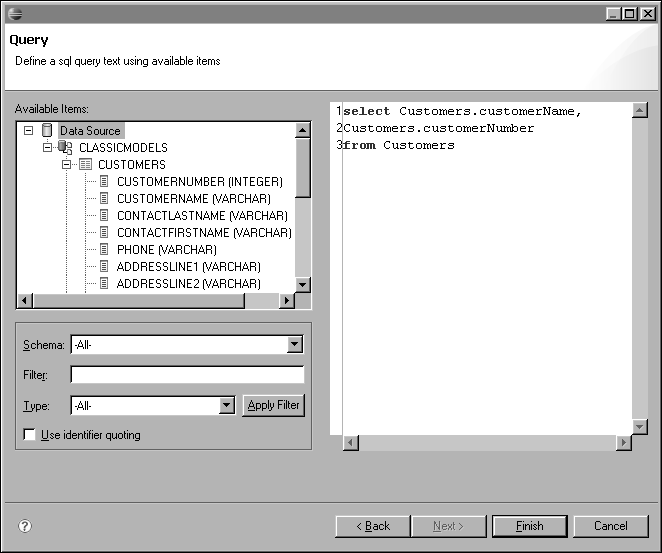 Query
Define a sql query text using available items
Available Items:
Data Source
CLASSICMODELS
CUSTOMERS
CUSTOMERNUMBER (INTEGER)
CUSTOMERNAME (VARCHAR)
CONTACTLASTNAME (VARCHAR)
CONTACTFIRSTNAME (VARCHAR)
PHONE (VARCHAR)
ADDRESSLINE1 (VARCHAR)
ADDRESSLINE2 (VARCHAR)
1select Customers.customerName,
2Customers.customerNumber
3from Customers
Schema: -All-
Filter:
Type: -All- Apply Filter
Use identifier quoting
? < Back Next > Finish Cancel